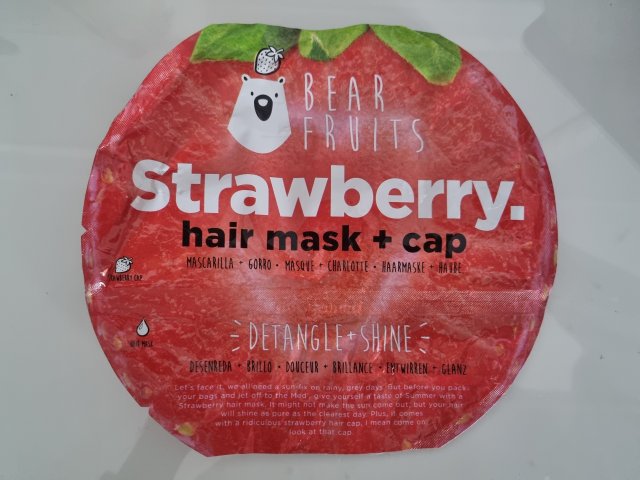 BEAR
FRUITS
Strawberry.
hair mask + cap
MASCARILLA + GORRO • MASQUE + CHARLOTTE • HAARMASKE + HAUBE
STRAWBERRY CAP
HAIR MASK
DETANGLE + SHINE
DESENREDA + BRILLO • DOUCEUR + BRILLANCE • ENTWIRREN + GLANZ
Let's face it, we all need a sun-fix on rainy, grey days. But before you pack
your bags and jet off to the Med, give yourself a taste of Summer with a
Strawberry hair mask. It might not make the sun come out, but your hair
will shine as pure as the clearest day. Plus, it comes
with a ridiculous strawberry hair cap, I mean come on,
look at that cap.